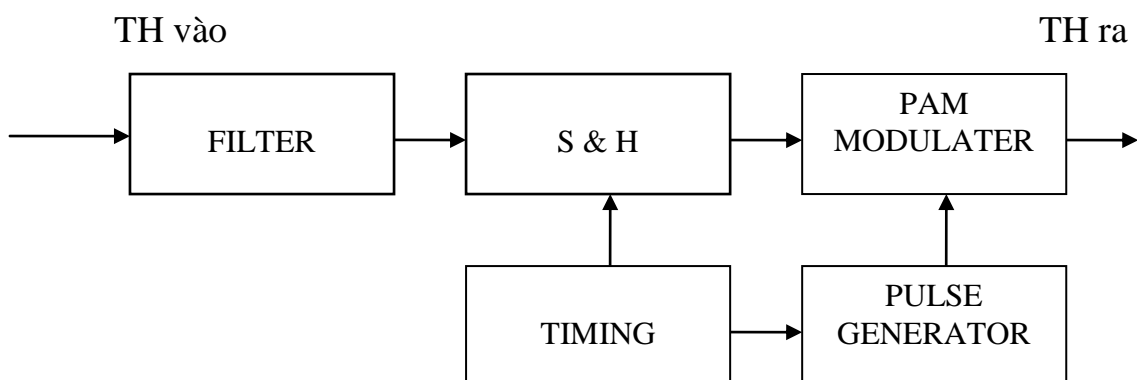 TH vào
TH ra
FILTER
S & H
PAM
MODULATER
TIMING
PULSE
GENERATOR